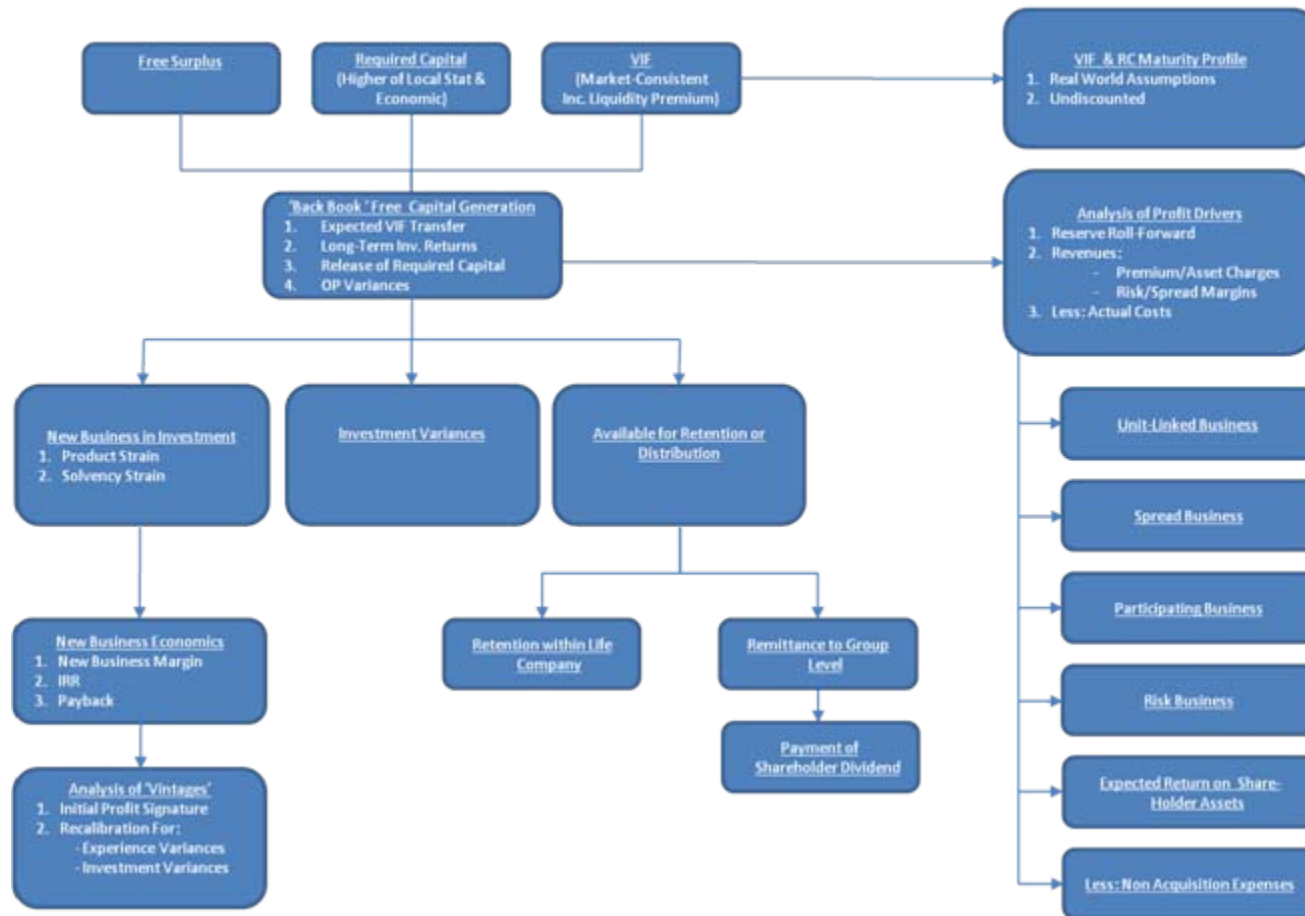 Free Surplus
Required Capital
(Higher of Local Stat &
Economic)
VIF
(Market-Consistent
Inc. Liquidity Premium)
VIF & RC Maturity Profile
1. Real World Assumptions
2. Undiscounted
'Back Book' Free Capital Generation
1. Expected VIF Transfer
2. Long-Term Inv. Returns
3. Release of Required Capital
4. OP Variances
Analysis of Profit Drivers
1. Reserve Roll-Forward
2. Revenues:
- Premium/Asset Charges
- Risk/Spread Margins
3. Less: Actual Costs
New Business in Investment
1. Product Strain
2. Solvency Strain
Investment Variances
Available for Retention or
Distribution
Unit-Linked Business
Spread Business
Participating Business
Risk Business
Expected Return on Share-
Holder Assets
Less: Non Acquisition Expenses
New Business Economics
1. New Business Margin
2. IRR
3. Payback
Retention within Life
Company
Remittance to Group
Level
Payment of
Shareholder Dividend
Analysis of 'Vintages'
1. Initial Profit Signature
2. Recalibration For:
- Experience Variances
- Investment Variances